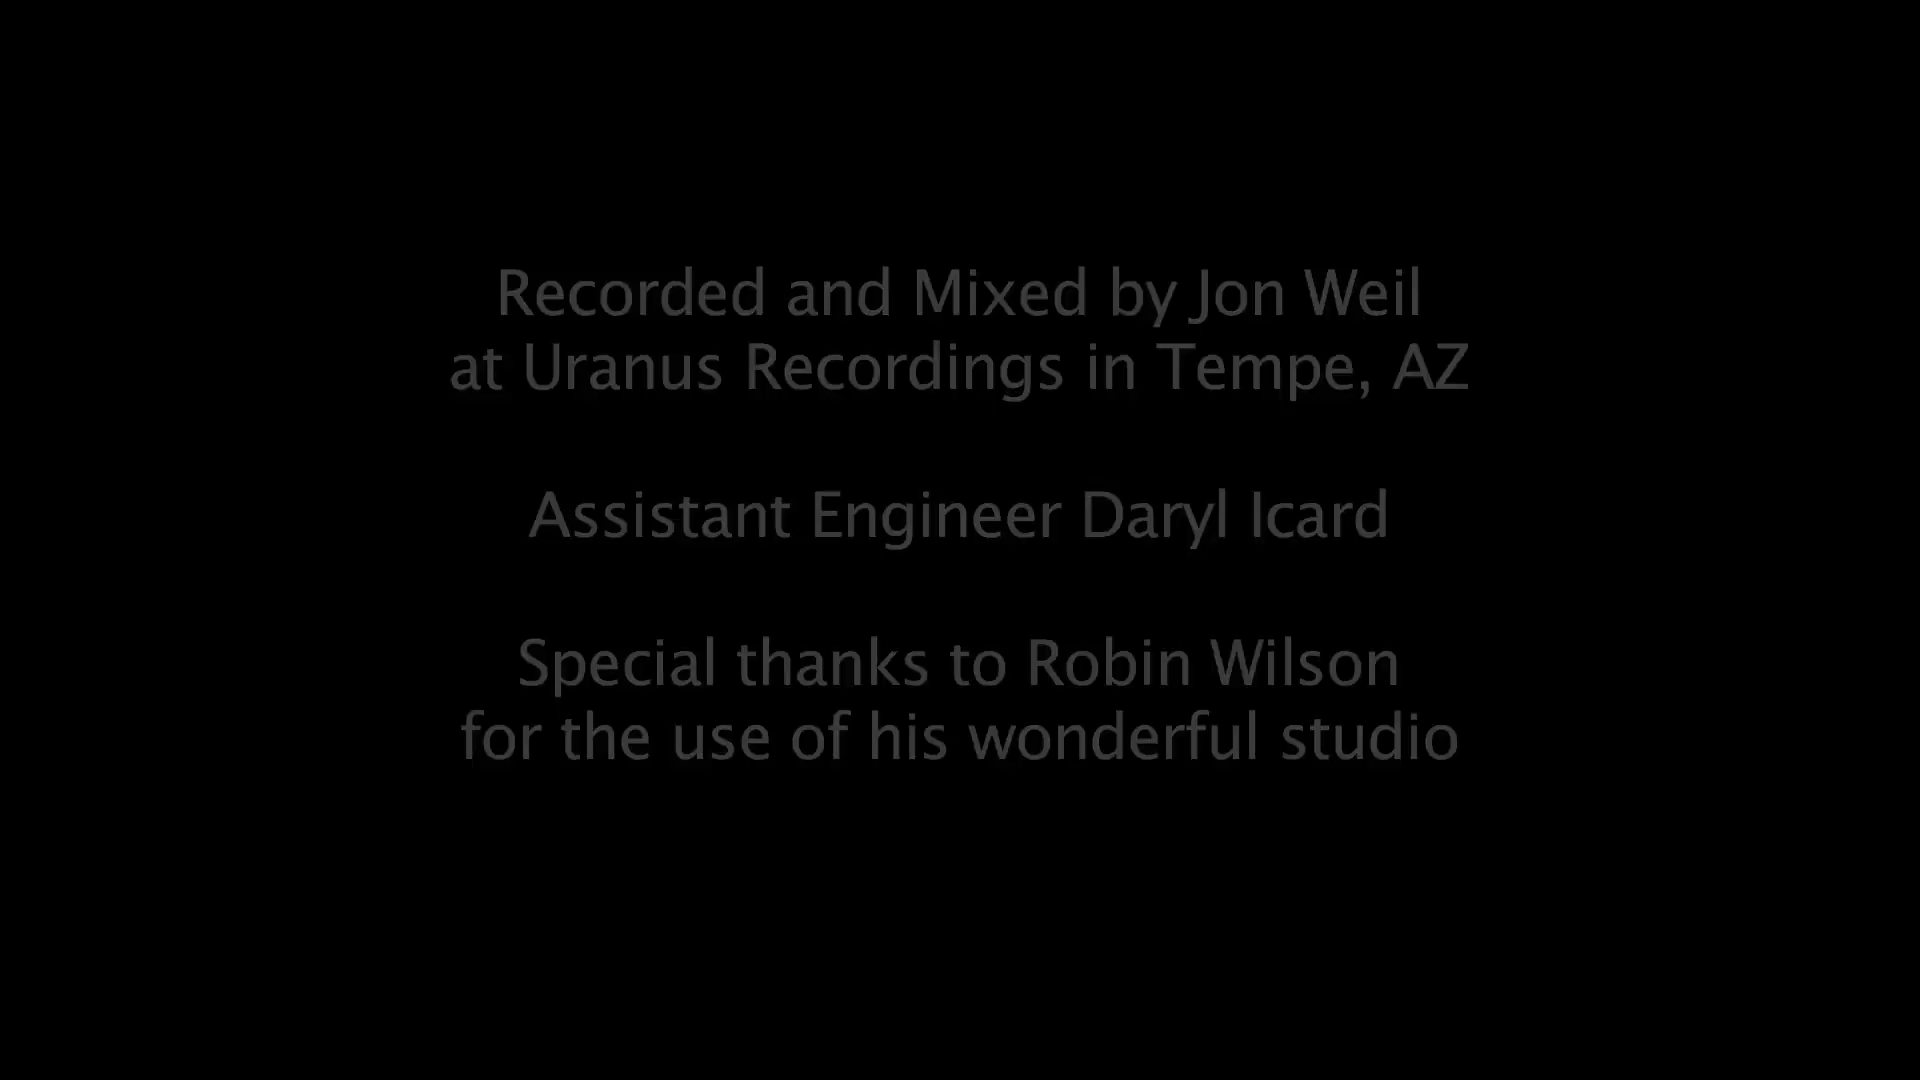 Recorded and Mixed by Jon Weil
at Uranus Recordings in Tempe, AZ
Assistant Engineer Daryl Icard
Special thanks to Robin Wilson
for the use of his wonderful studio